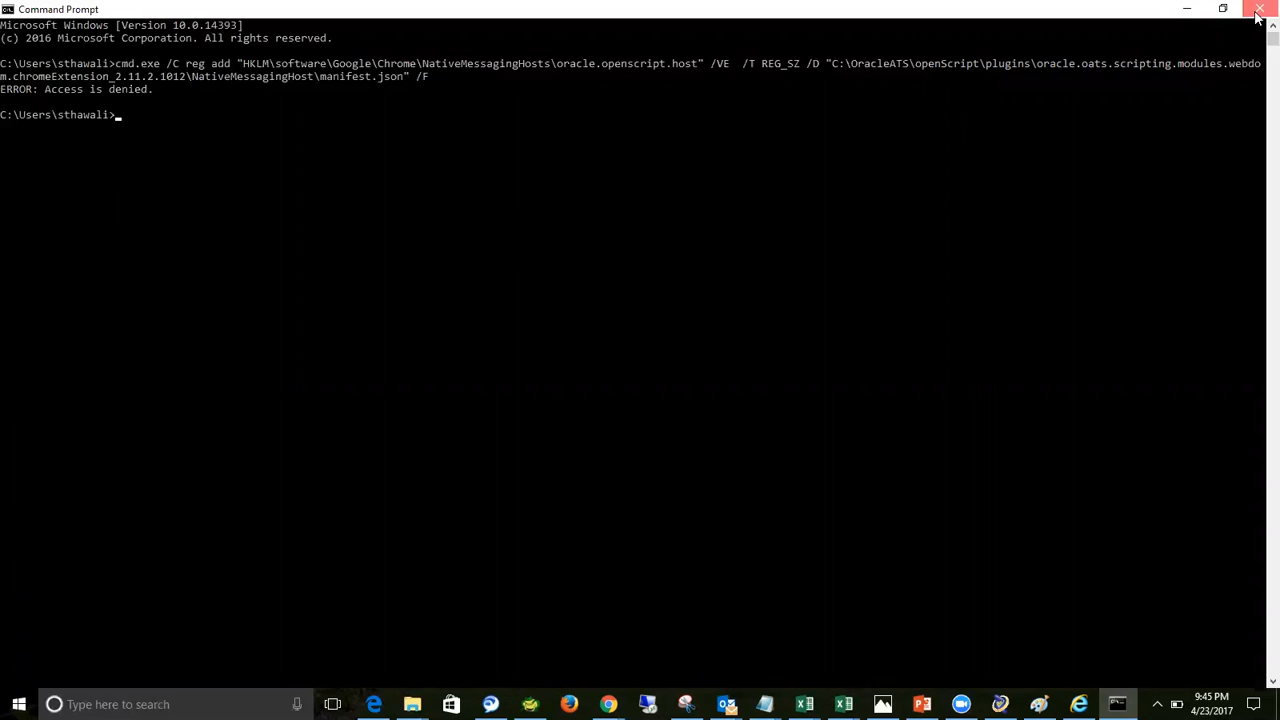 Command Prompt
Microsoft Windows [Version 10.0.14393]
(c) 2016 Microsoft Corporation. All rights reserved.
C:\Users\sthawali>cmd.exe /C reg add "HKLM\software\Google\Chrome\NativeMessagingHosts\oracle.openscript.host" /VE  /T REG_SZ /D "C:\OracleATS\openScript\plugins\oracle.oats.scripting.modules.webdo
m.chromeExtension_2.11.2.1012\NativeMessagingHost\manifest.json" /F
ERROR: Access is denied.
C:\Users\sthawali>
Type here to search
9:45 PM
4/23/2017